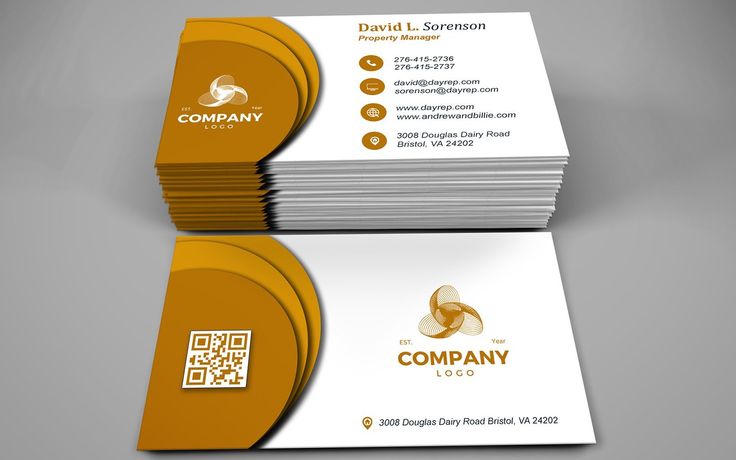 David L. Sorenson
Property Manager
276-415-2736
276-415-2737
david@dayrep.com
sorenson@dayrep.com
www.dayrep.com
www.andrewandbillie.com
3008 Douglas Dairy Road
Bristol, VA 24202
EST. Year
COMPANY
LOGO
EST. Year
COMPANY
LOGO
3008 Douglas Dairy Road Bristol, VA 24202